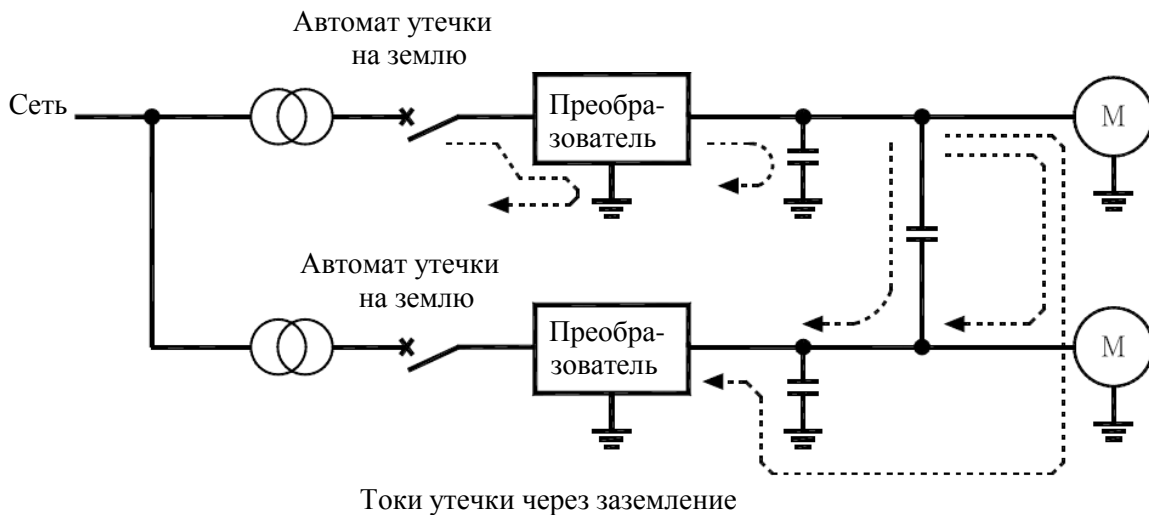 Автомат утечки
на землю
Сеть
Преобра-
зователь
M
Автомат утечки
на землю
Преобра-
зователь
M
Токи утечки через заземление